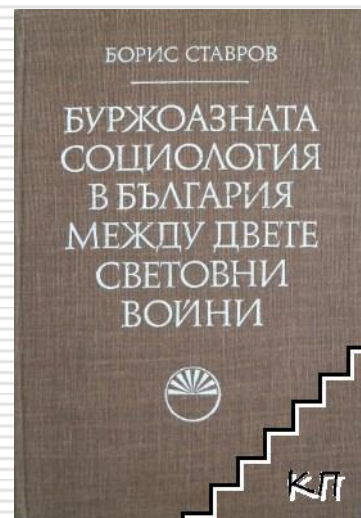 БОРИС СТАВРОВ
БУРЖОАЗНАТА
СОЦИОЛОГИЯ
В БЪЛГАРИЯ
МЕЖДУ ДВЕТЕ
СВЕТОВНИ
ВОЙНИ
КП